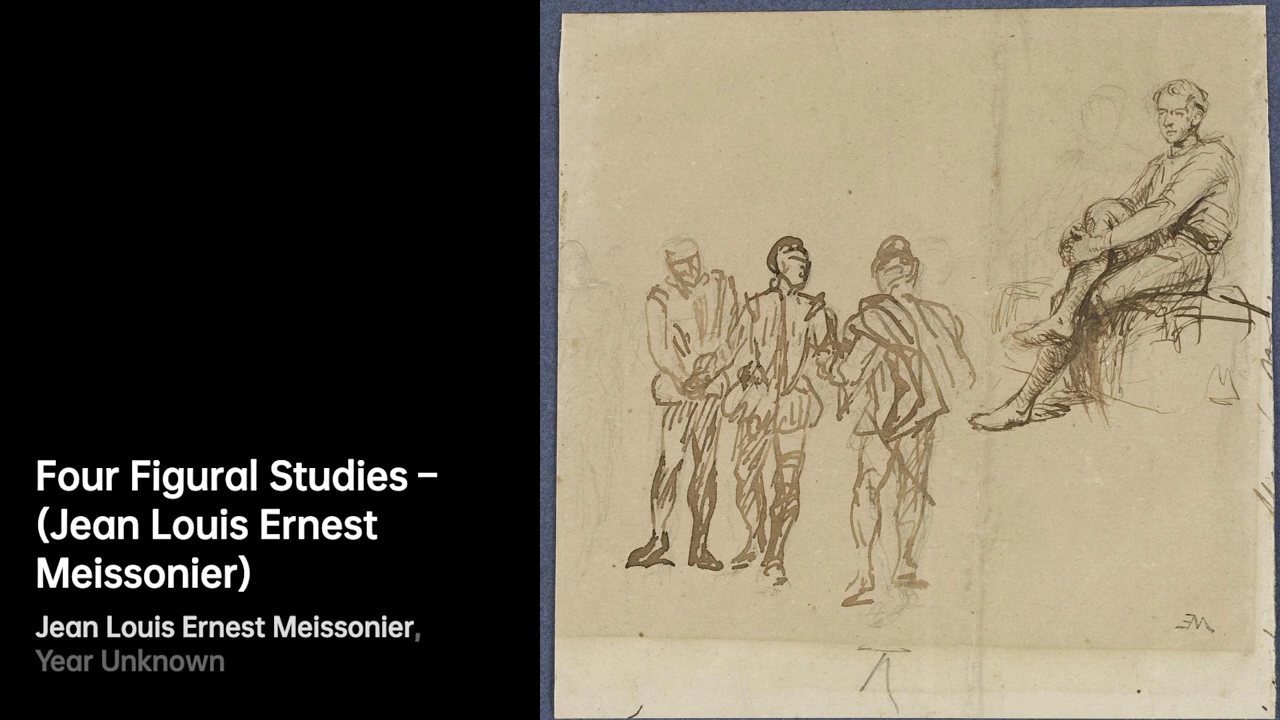 Four Figural Studies –
(Jean Louis Ernest
Meissonier)
Jean Louis Ernest Meissonier,
Year Unknown
EM